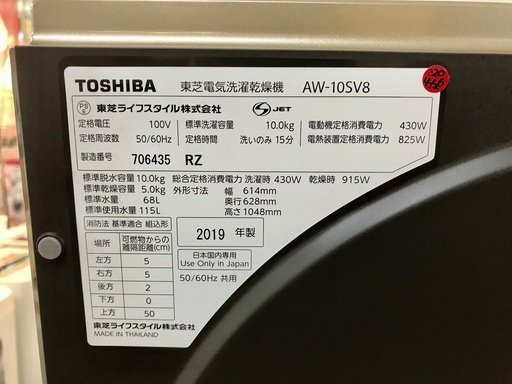 TOSHIBA 東芝電気洗濯乾燥機 AW-10SV8
PS E 東芝ライフスタイル株式会社 S-JET
定格電圧 100V 標準洗濯容量 10.0kg 電動機定格消費電力 430W
定格周波数 50/60Hz 定格時間 洗いのみ 15分 電熱装置定格消費電力 825W
製造番号 706435 RZ
標準脱水容量 10.0kg 総合定格消費電力 洗濯時 430W 乾燥時 915W
標準乾燥容量 5.0kg 外形寸法 幅 614mm
標準水量 68L 奥行 628mm
標準使用水量 115L 高さ 1048mm
消防法 基準適合 組込形
場所 可燃物からの離隔距離(cm)
左方 5
右方 5
後方 2
下方 0
上方 50
2019 年製
日本国内専用
Use Only in Japan
50/60Hz 共用
東芝ライフスタイル株式会社
MADE IN THAILAND